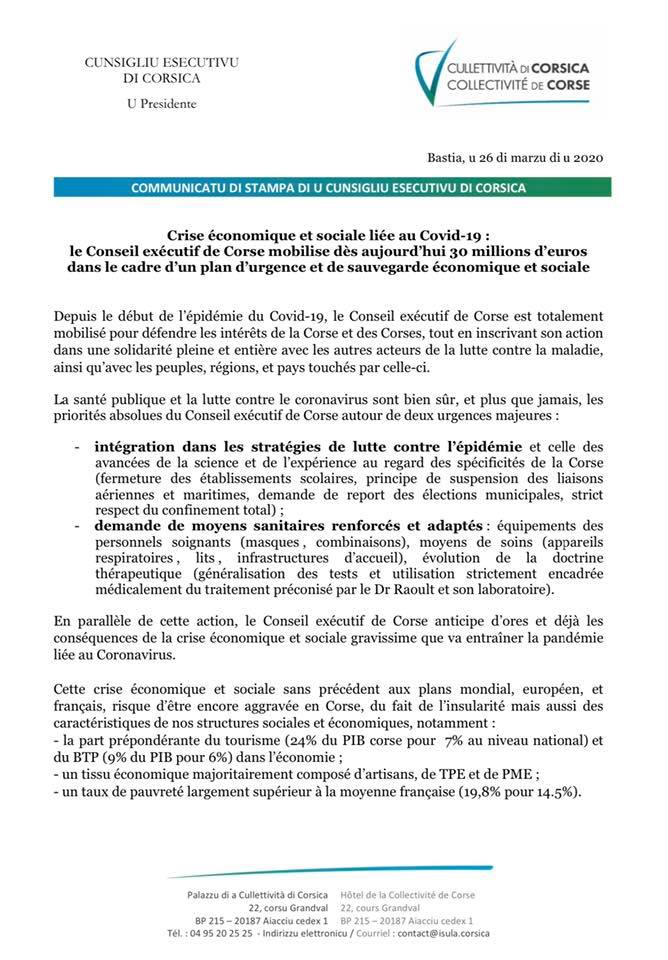 CUNSIGLIU ESECUTIVU
DI CORSICA
U Presidente
CULLETTIVITÀ DI CORSICA
COLLECTIVITÉ DE CORSE
Bastia, u 26 di marzu di u 2020
COMMUNICATU DI STAMPA DI U CUNSIGLIU ESECUTIVU DI CORSICA
Crise économique et sociale liée au Covid-19 :
le Conseil exécutif de Corse mobilise dès aujourd’hui 30 millions d’euros
dans le cadre d’un plan d’urgence et de sauvegarde économique et sociale
Depuis le début de l’épidémie du Covid-19, le Conseil exécutif de Corse est totalement
mobilisé pour défendre les intérêts de la Corse et des Corses, tout en inscrivant son action
dans une solidarité pleine et entière avec les autres acteurs de la lutte contre la maladie,
ainsi qu’avec les peuples, régions, et pays touchés par celle-ci.
La santé publique et la lutte contre le coronavirus sont bien sûr, et plus que jamais, les
priorités absolues du Conseil exécutif de Corse autour de deux urgences majeures :
- intégration dans les stratégies de lutte contre l’épidémie et celle des
avancées de la science et de l’expérience au regard des spécificités de la Corse
(fermeture des établissements scolaires, principe de suspension des liaisons
aériennes et maritimes, demande de report des élections municipales, strict
respect du confinement total) ;
- demande de moyens sanitaires renforcés et adaptés : équipements des
personnels soignants (masques , combinaisons), moyens de soins (appareils
respiratoires , lits , infrastructures d’accueil), évolution de la doctrine
thérapeutique (généralisation des tests et utilisation strictement encadrée
médicalement du traitement préconisé par le Dr Raoult et son laboratoire).
En parallèle de cette action, le Conseil exécutif de Corse anticipe d’ores et déjà les
conséquences de la crise économique et sociale gravissime que va entraîner la pandémie
liée au Coronavirus.
Cette crise économique et sociale sans précédent aux plans mondial, européen, et
français, risque d’être encore aggravée en Corse, du fait de l’insularité mais aussi des
caractéristiques de nos structures sociales et économiques, notamment :
- la part prépondérante du tourisme (24% du PIB corse pour 7% au niveau national) et
du BTP (9% du PIB pour 6%) dans l’économie ;
- un tissu économique majoritairement composé d’artisans, de TPE et de PME ;
- un taux de pauvreté largement supérieur à la moyenne française (19,8% pour 14.5%).
Palazzu di a Cullettività di Corsica Hôtel de la Collectivité de Corse
22, corsu Grandval 22, cours Grandval
BP 215 – 20187 Aiacciu cedex 1 BP 215 – 20187 Aiacciu cedex 1
Tél. : 04 95 20 25 25 - Indirizzu elettronicu / Courriel : contact@isula.corsica